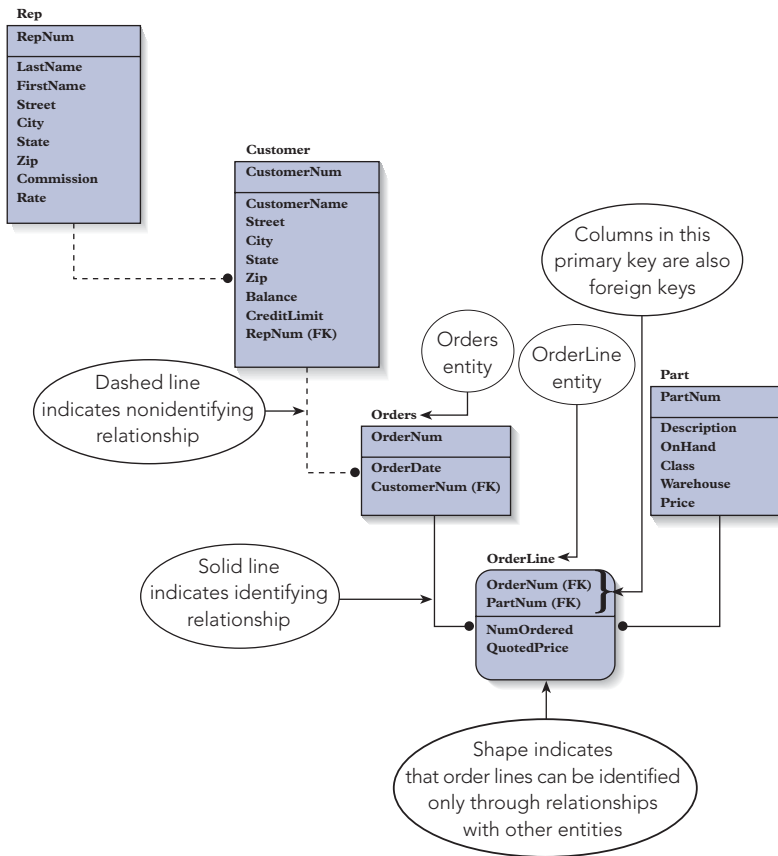 Rep
RepNum
LastName
FirstName
Street
City
State
Zip
Commission
Rate
Customer
CustomerNum
CustomerName
Street
City
State
Zip
Balance
CreditLimit
RepNum (FK)
Columns in this
primary key are also
foreign keys
Orders
entity
OrderLine
entity
Dashed line
indicates nonidentifying
relationship
Orders
OrderNum
OrderDate
CustomerNum (FK)
Part
PartNum
Description
OnHand
Class
Warehouse
Price
Solid line
indicates identifying
relationship
OrderLine
OrderNum (FK)
PartNum (FK)
NumOrdered
QuotedPrice
Shape indicates
that order lines can be identified
only through relationships
with other entities